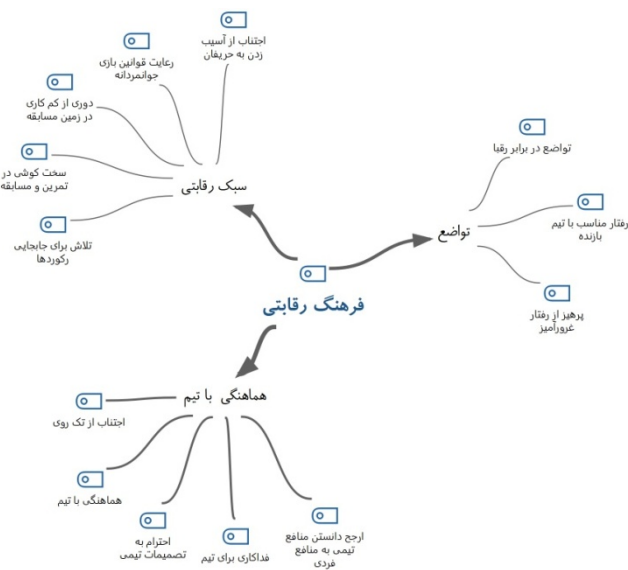 اجتناب از آسیب
زدن به حریفان
رعایت قوانین بازی
جوانمردانه
دوری از کم کاری
در زمین مسابقه
سخت کوشی در
تمرین و مسابقه
تلاش برای جابجایی
رکوردها
سبک رقابتی
تواضع در برابر رقبا
رفتار مناسب با تیم
بازنده
پرهیز از رفتار
غرورآمیز
تواضع
فرهنگ رقابتی
هماهنگی با تیم
اجتناب از تک روی
هماهنگی با تیم
احترام به
تصمیمات تیمی
فداکاری برای تیم
ارجح دانستن منافع
تیمی به منافع
فردی